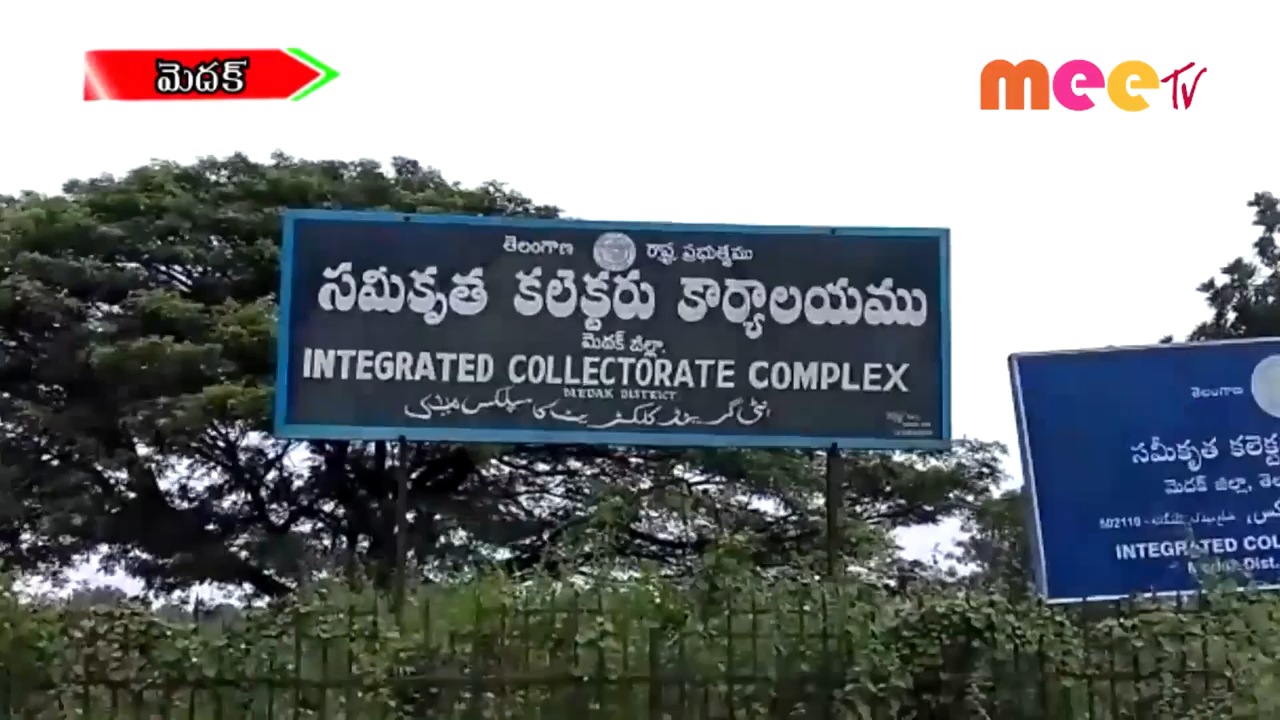 మెదక్
meeTV
తెలంగాణ రాష్ట్ర ప్రభుత్వము
సమీకృత కలెక్టరు కార్యాలయము
మెదక్ జిల్లా.
INTEGRATED COLLECTORATE COMPLEX
MEDAK DISTRICT
తెలంగాణ
సమీకృత కలెక్ట
మెదక్ జిల్లా, తెల
502110
INTEGRATED COL
Medak Dist.